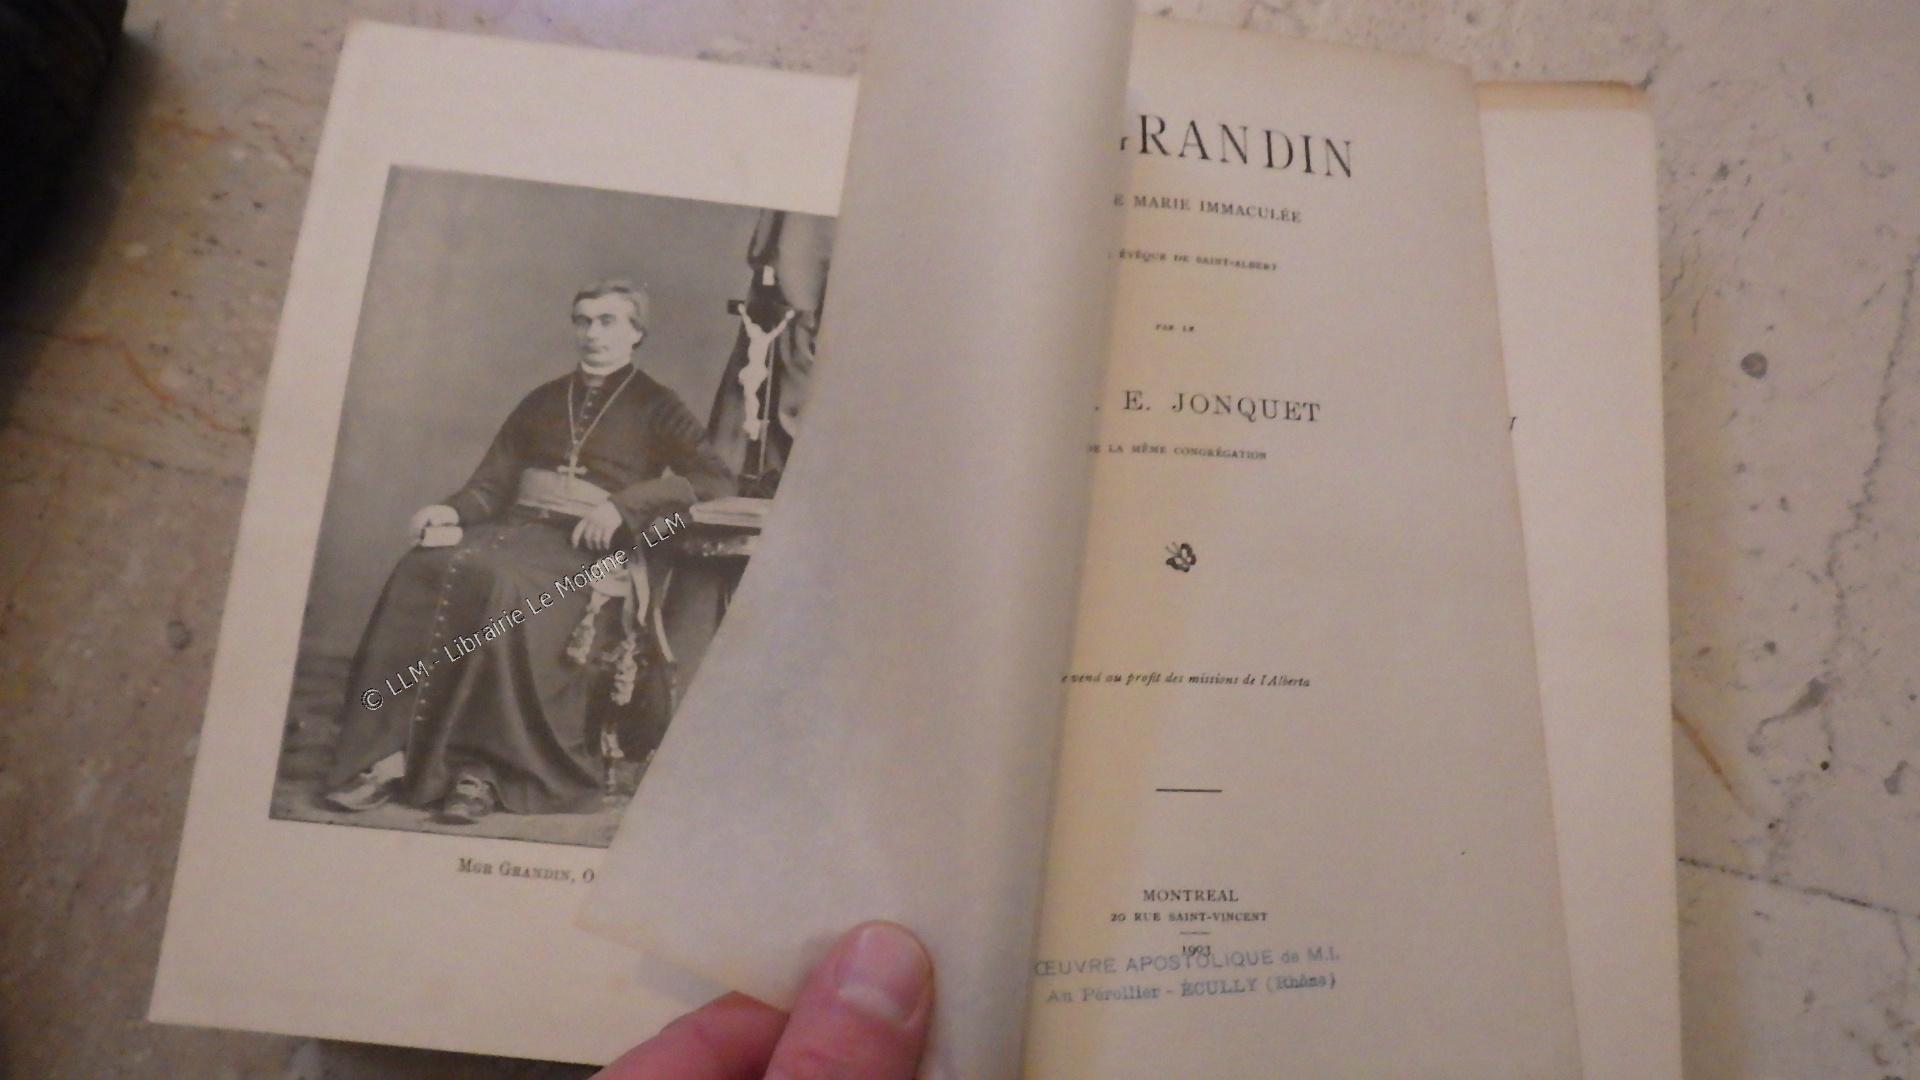 GRANDIN
E MARIE IMMACULÉE
ÉVÊQUE DE SAINT-ALBERT
PAR LE
. E. JONQUET
DE LA MÊME CONGRÉGATION
e vend au profit des missions de l'Alberta
MONTREAL
20 RUE SAINT-VINCENT
1903
ŒUVRE APOSTOLIQUE de M.I.
Au Pérollier - ÉCULLY (Rhône)
MGR GRANDIN, O
© LLM - Librairie Le Moigne - LLM